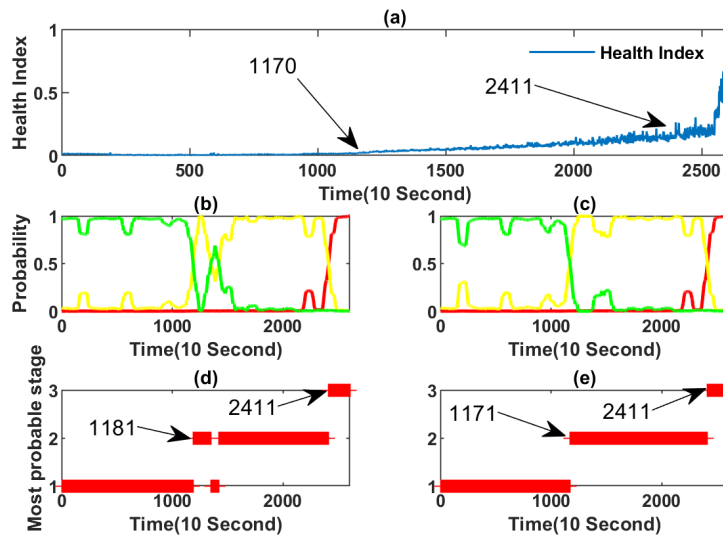 (a)
Health Index
1
0.5
0
1170
2411
Health Index
0 500 1000 1500 2000 2500
Time(10 Second)
(b)
Probability
1
0.5
0
0 1000 2000
Time(10 Second)
(c)
1
0.5
0
0 1000 2000
Time(10 Second)
(d)
Most probable stage
3
2
1
2411
1181
0 1000 2000
Time(10 Second)
(e)
3
2
1
1171
2411
0 1000 2000
Time(10 Second)